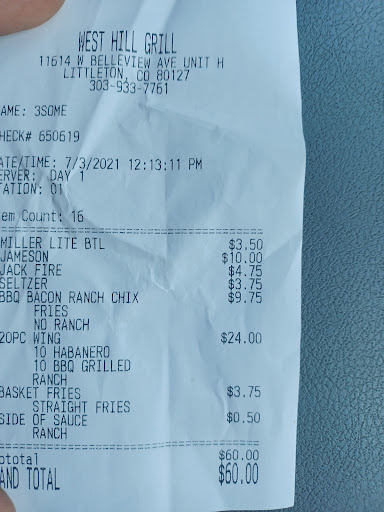 WEST HILL GRILL
11614 W BELLEVIEW AVE UNIT H
LITTLETON, CO 80127
303-933-7761
AME: 3SOME
HECK# 650619
ATE/TIME: 7/3/2021 12:13:11 PM
ERVER: DAY 1
TATION: 01
em Count: 16
MILLER LITE BTL $3.50
JAMESON $10.00
JACK FIRE $4.75
SELTZER $3.75
BBQ BACON RANCH CHIX $9.75
FRIES
NO RANCH
20PC WING $24.00
10 HABANERO
10 BBQ GRILLED
RANCH
BASKET FRIES $3.75
STRAIGHT FRIES
SIDE OF SAUCE $0.50
RANCH
btotal $60.00
AND TOTAL $60.00